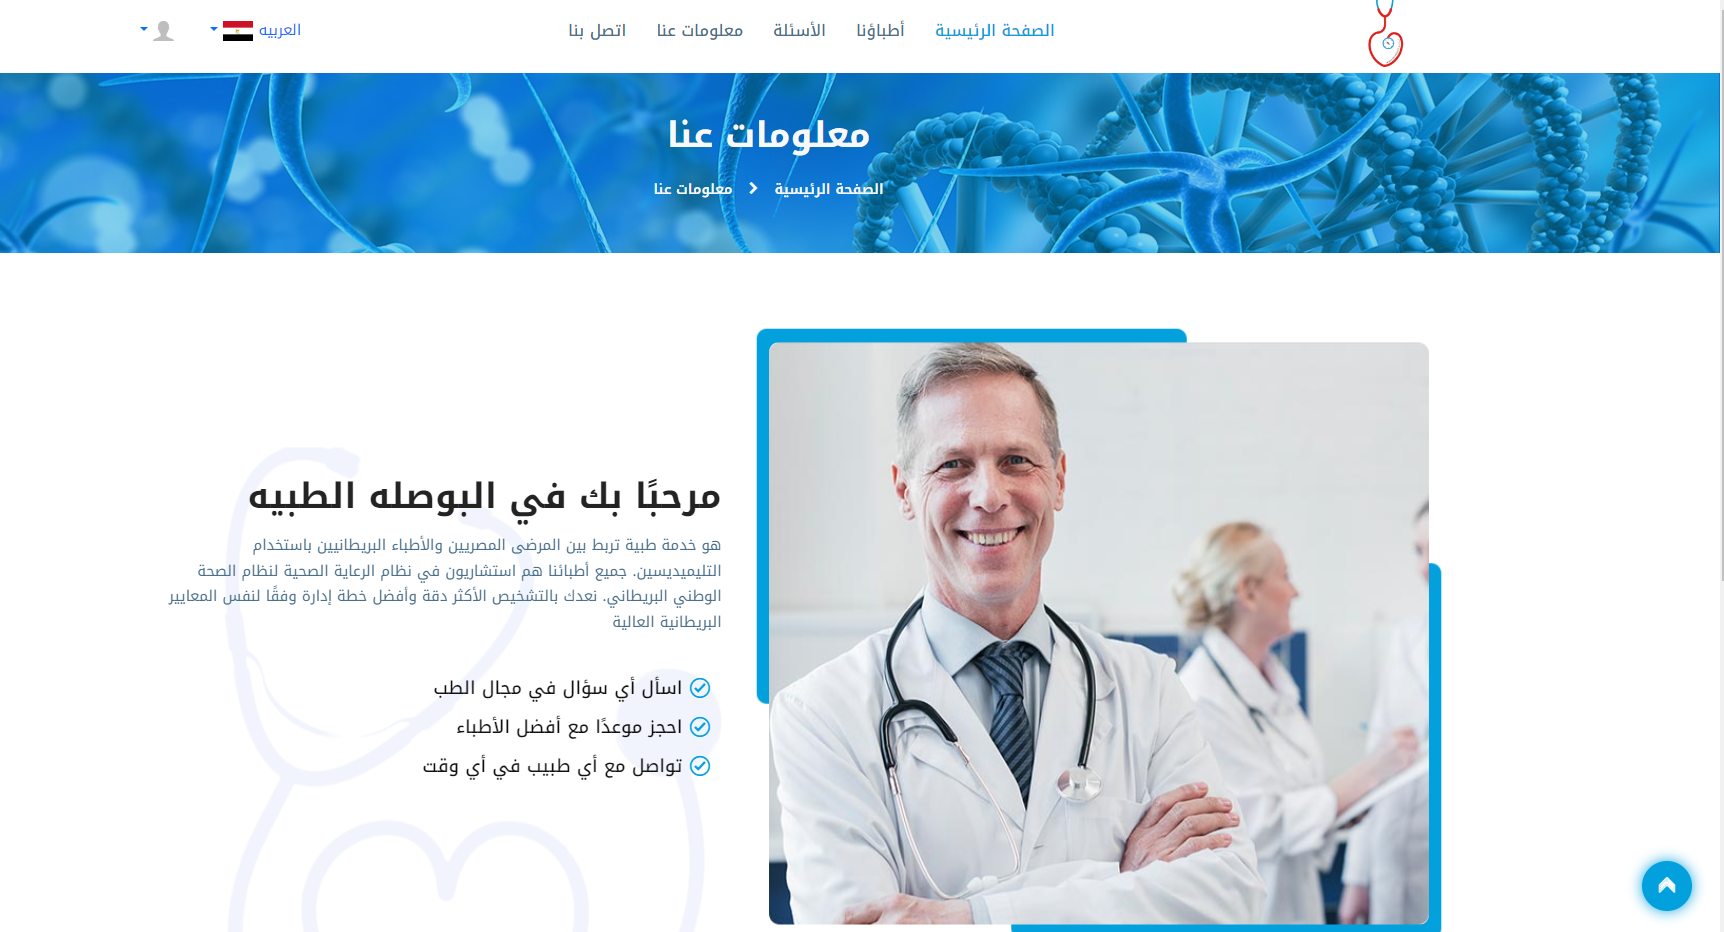 الصفحة الرئيسية
أطباؤنا
الأسئلة
معلومات عنا
اتصل بنا
العربيه
معلومات عنا
الصفحة الرئيسية
معلومات عنا
مرحبًا بك في البوصله الطبيه
هو خدمة طبية تربط بين المرضى المصريين والأطباء البريطانيين باستخدام
التليميديسين. جميع أطبائنا هم استشاريون في نظام الرعاية الصحية لنظام الصحة
الوطني البريطاني. نعدك بالتشخيص الأكثر دقة وأفضل خطة إدارة وفقًا لنفس المعايير
البريطانية العالية
اسأل أي سؤال في مجال الطب
احجز موعدًا مع أفضل الأطباء
تواصل مع أي طبيب في أي وقت